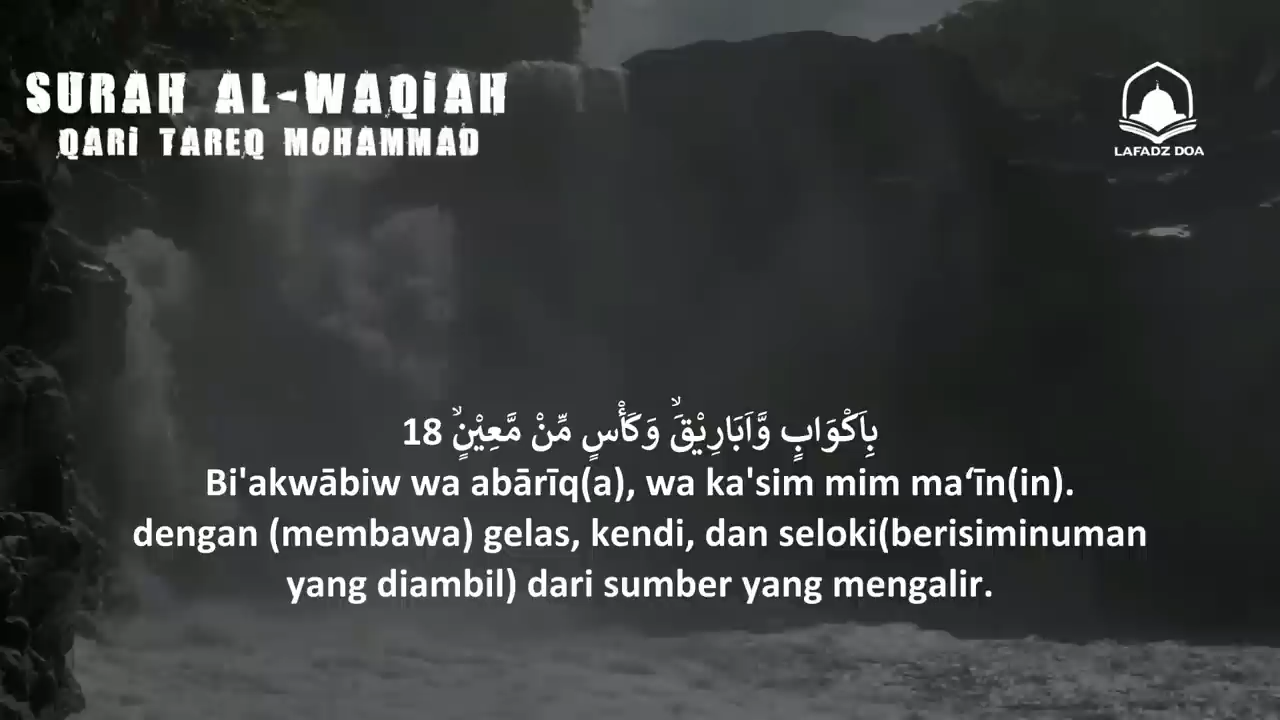 SURAH AL-WAQiAH
QARi TAREQ MOHAMMAD
LAFADZ DOA
بِاَكْوَابٍ وَّاَبَارِيْقَۙ وَكَأْسٍ مِّنْ مَّعِيْنٍۙ 18
Bi'akwābiw wa abārīq(a), wa ka'sim mim ma‘īn(in).
dengan (membawa) gelas, kendi, dan seloki(berisiminuman
yang diambil) dari sumber yang mengalir.